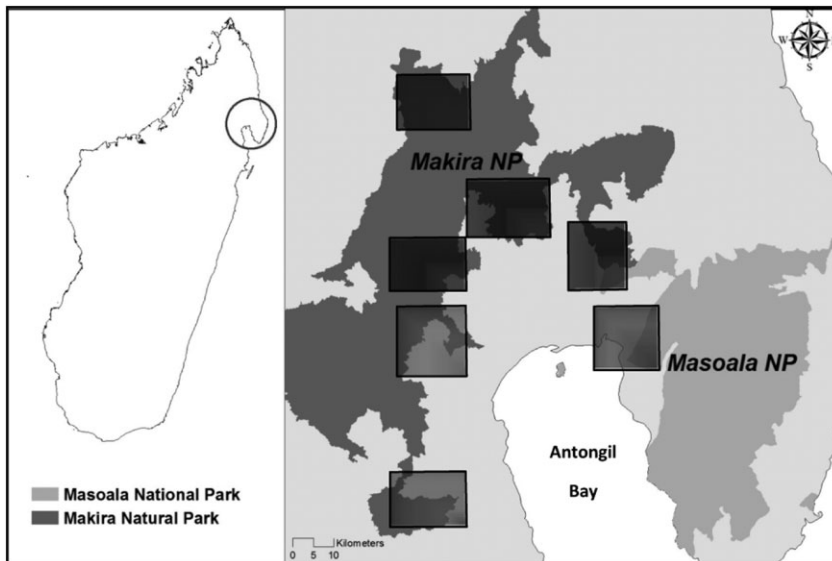 N
W E
S
Makira NP
Masoala NP
Antongil
Bay
Masoala National Park
Makira Natural Park
Kilometers
0 5 10